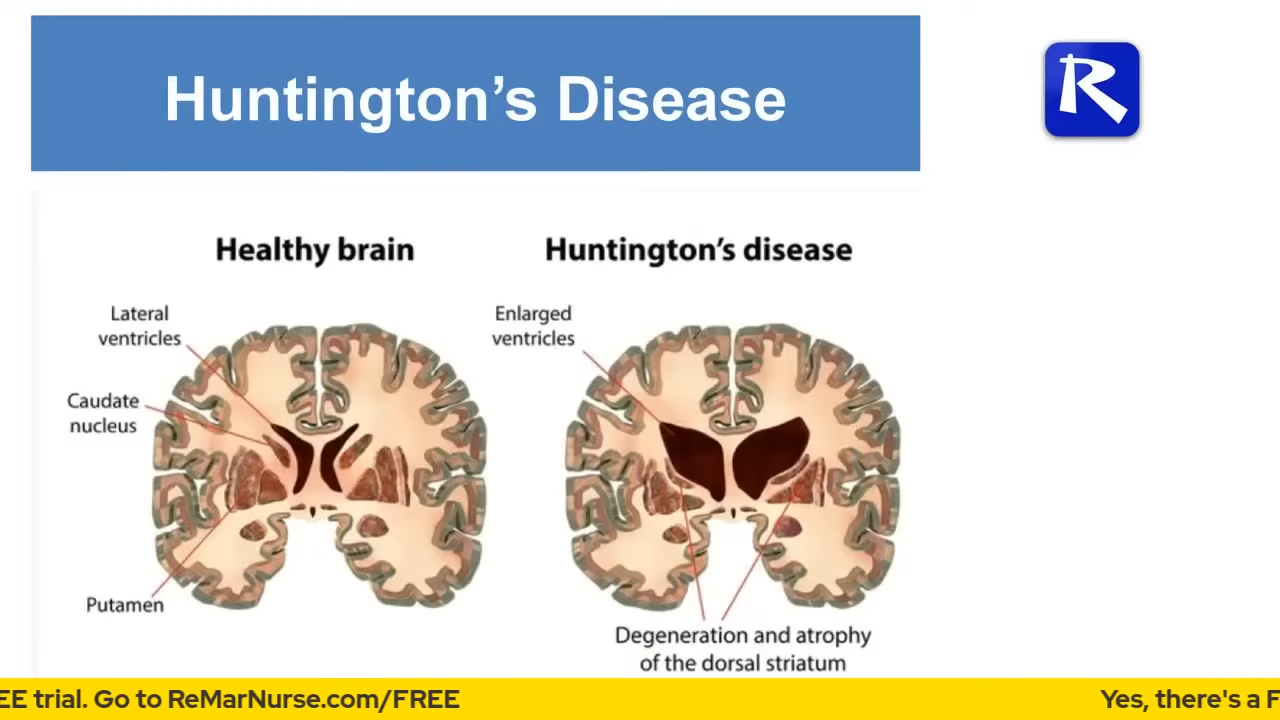 Huntington’s Disease
R
Healthy brain
Huntington’s disease
Lateral
ventricles
Caudate
nucleus
Putamen
Enlarged
ventricles
Degeneration and atrophy
of the dorsal striatum
EE trial. Go to ReMarNurse.com/FREE
Yes, there's a F